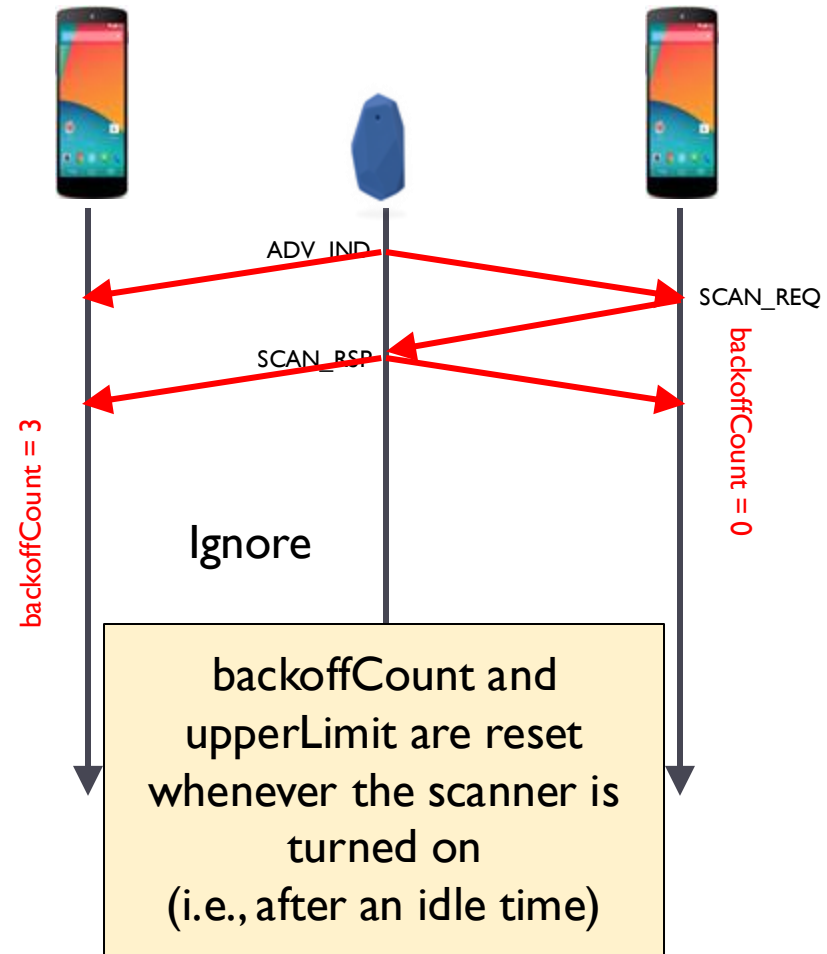 ADV_IND
SCAN_REQ
SCAN_RSP
backoffCount = 0
backoffCount = 3
Ignore
backoffCount and
upperLimit are reset
whenever the scanner is
turned on
(i.e., after an idle time)